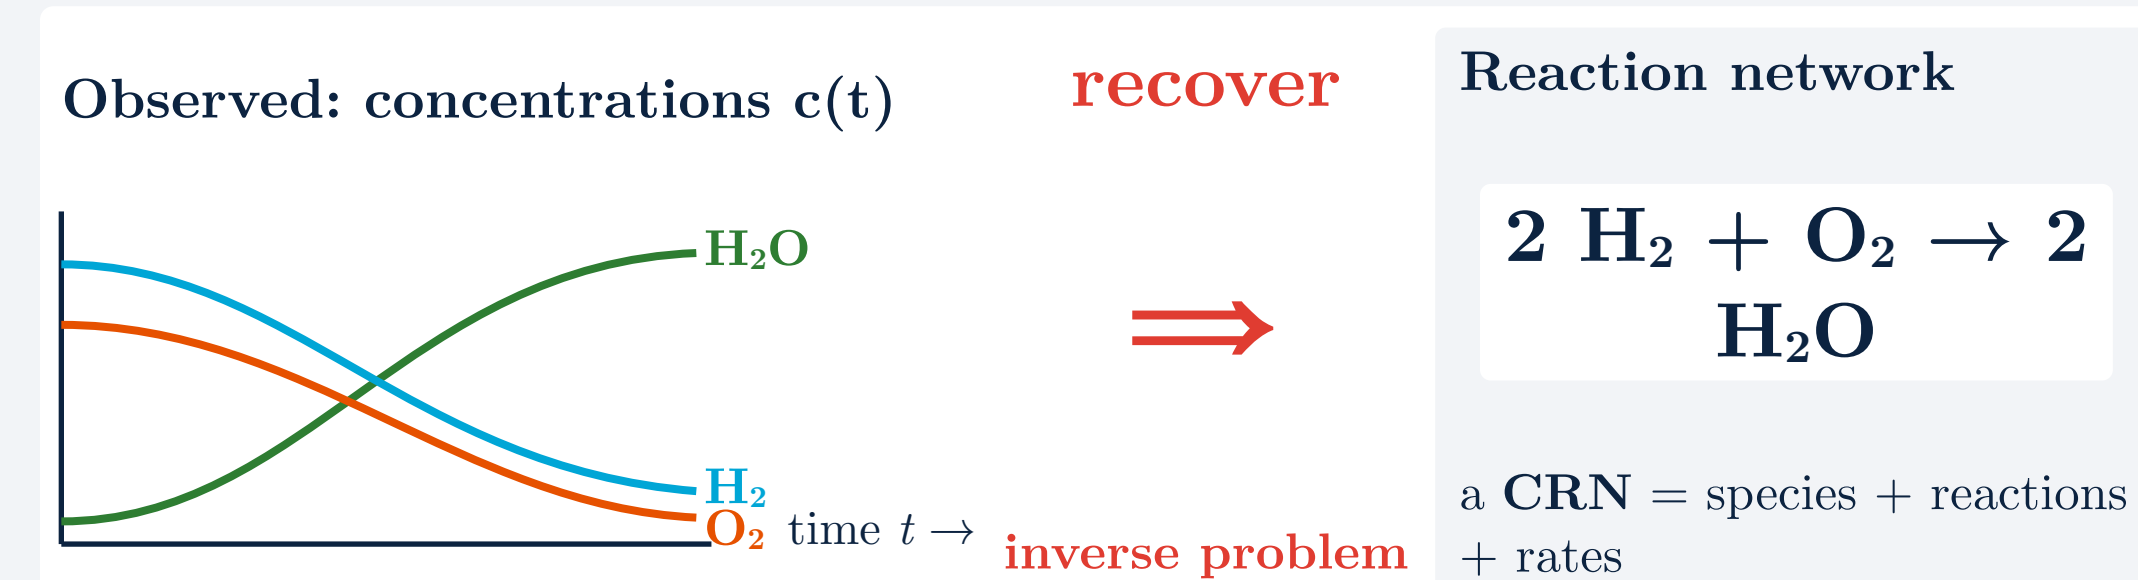 Observed: concentrations c(t)
H₂O
H₂
O₂
time t →
recover
⇒
inverse problem
Reaction network
2 H₂ + O₂ → 2
H₂O
a CRN = species + reactions
+ rates